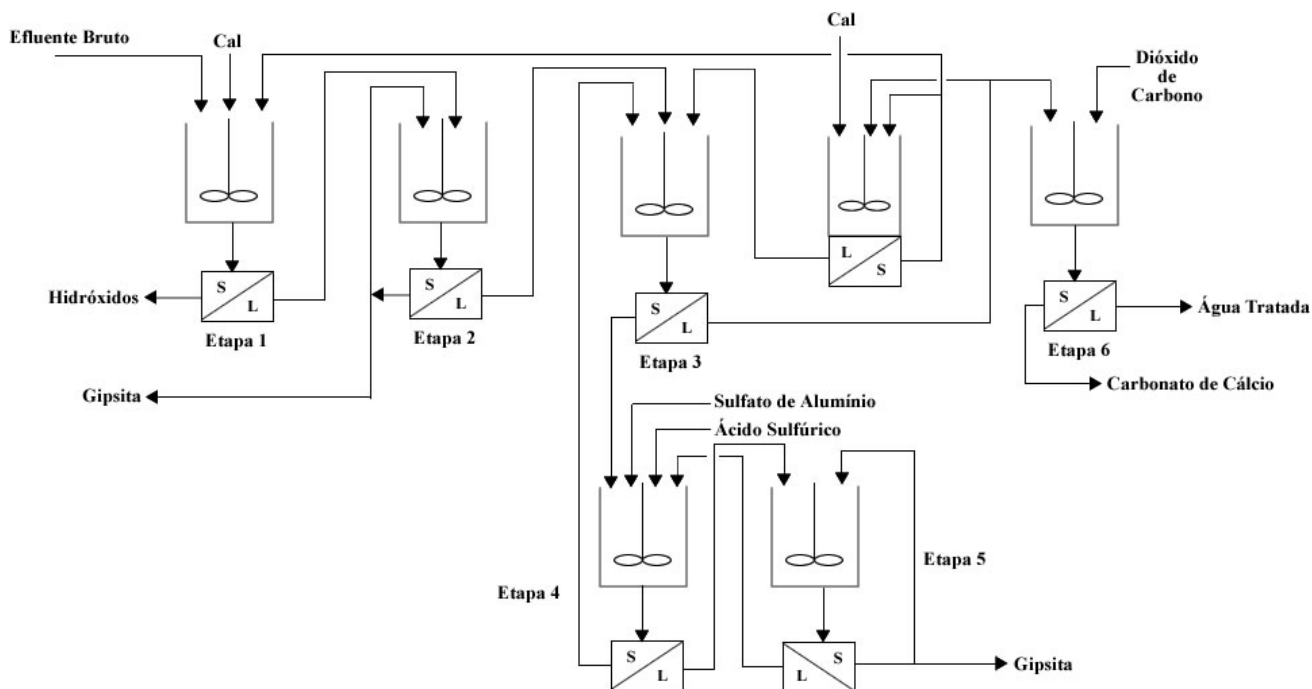 Efluente Bruto
Cal
Cal
Dióxido
de
Carbono
L
S
S
L
S
L
S
L
S
L
Hidróxidos
Etapa 1
Etapa 2
Etapa 3
Etapa 6
Água Tratada
Carbonato de Cálcio
Gipsita
Sulfato de Alumínio
Ácido Sulfúrico
Etapa 5
Etapa 4
S
L
S
L
Gipsita